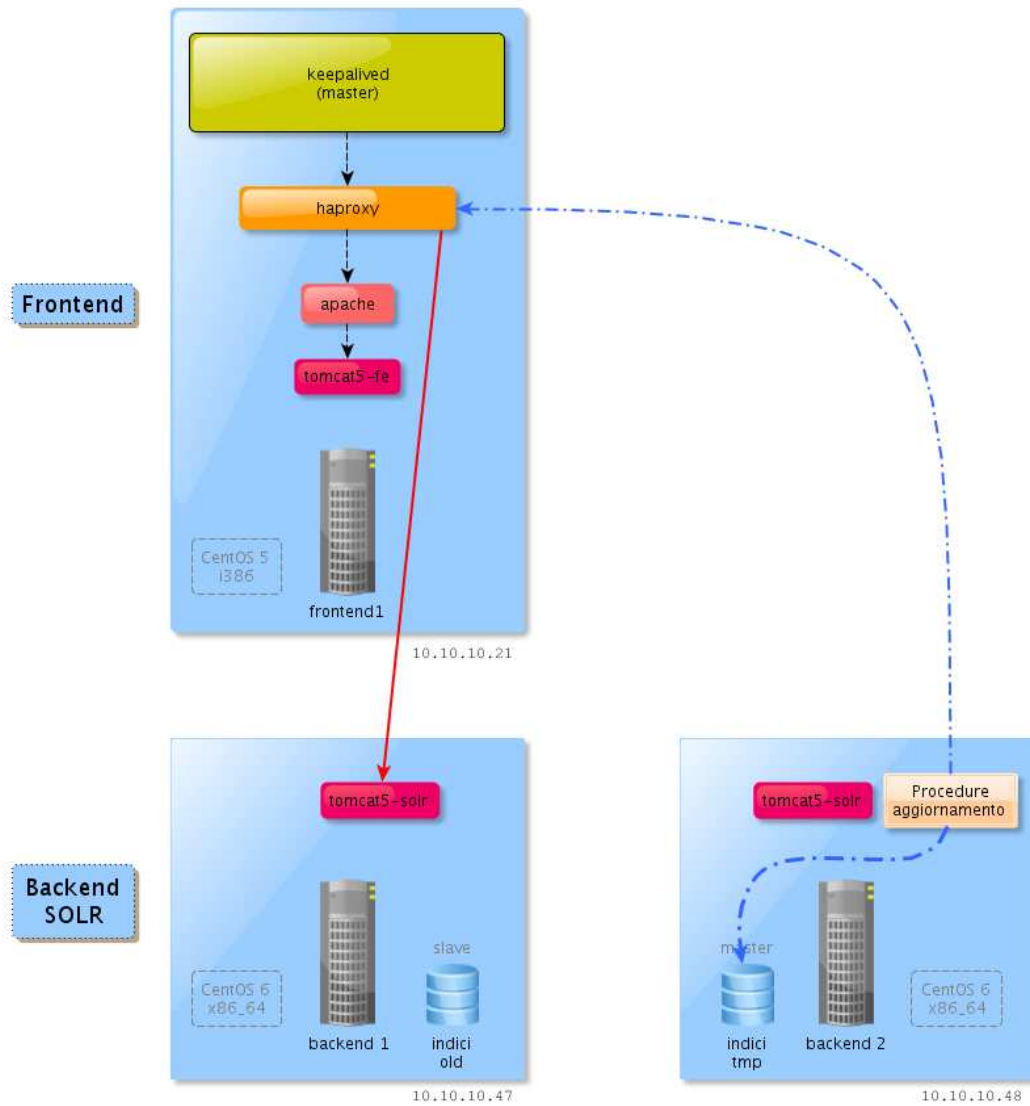 keepalived
(master)
haproxy
Frontend
apache
tomcat5-fe
CentOS 5
i386
frontend1
10.10.10.21
tomcat5-solr
tomcat5-solr
Procedure
aggiornamento
Backend
SOLR
slave
master
CentOS 6
x86_64
backend 1
indici
old
indici
tmp
backend 2
CentOS 6
x86_64
10.10.10.47
10.10.10.48